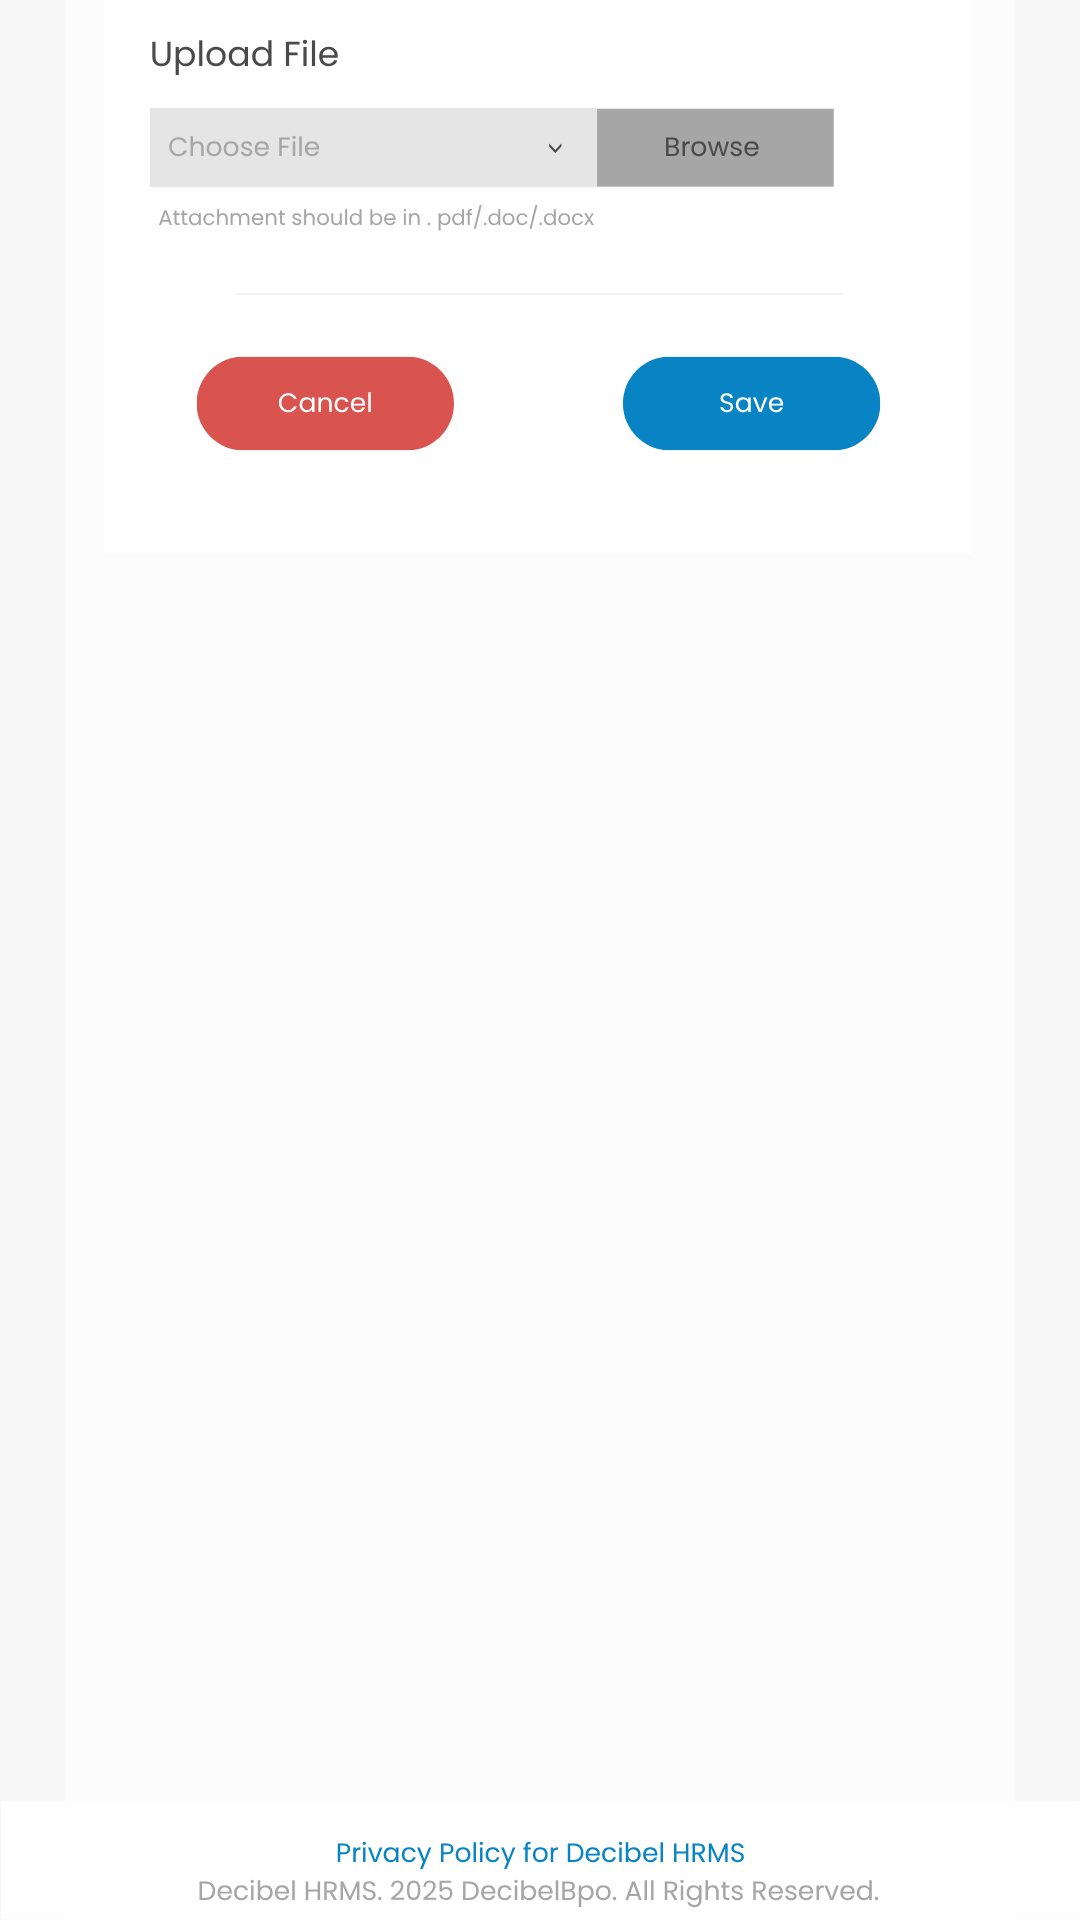 Upload File
Choose File
Browse
Attachment should be in . pdf/.doc/.docx
Cancel
Save
Privacy Policy for Decibel HRMS
Decibel HRMS. 2025 DecibelBpo. All Rights Reserved.